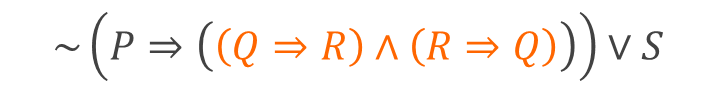 ~(P ⇒ ((Q ⇒ R) ∧ (R ⇒ Q))) ∨ S